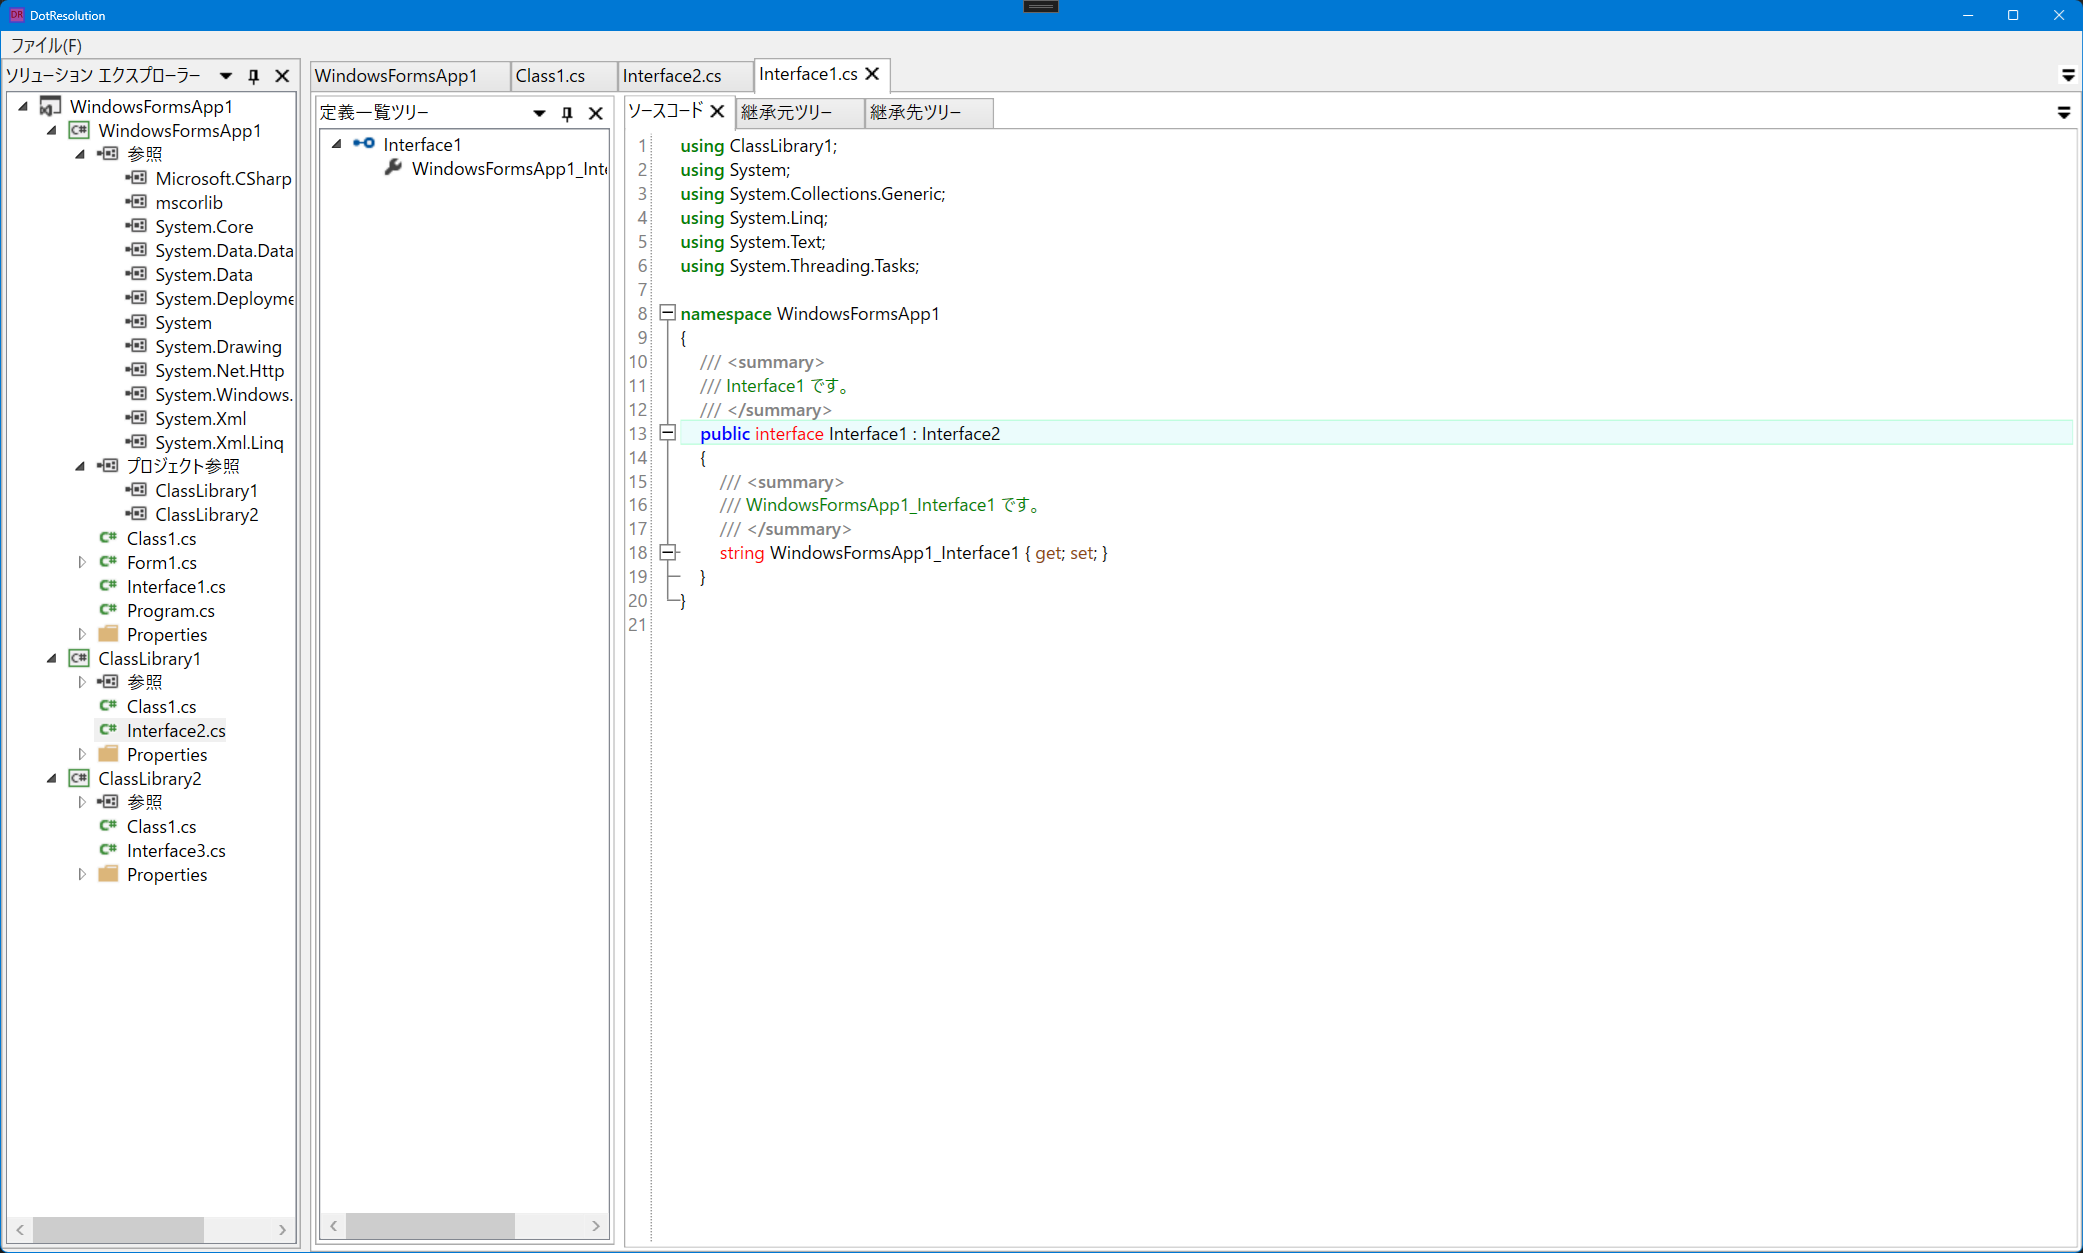 DotResolution
ファイル(F)
ソリューション エクスプローラー
WindowsFormsApp1
WindowsFormsApp1
参照
Microsoft.CSharp
mscorlib
System.Core
System.Data.Data
System.Data
System.Deployme
System
System.Drawing
System.Net.Http
System.Windows.
System.Xml
System.Xml.Linq
プロジェクト参照
ClassLibrary1
ClassLibrary2
Class1.cs
Form1.cs
Interface1.cs
Program.cs
Properties
ClassLibrary1
参照
Class1.cs
Interface2.cs
Properties
ClassLibrary2
参照
Class1.cs
Interface3.cs
Properties
WindowsFormsApp1 Class1.cs Interface2.cs Interface1.cs
定義一覧ツリー
Interface1
WindowsFormsApp1_Inte
ソースコード 継承元ツリー 継承先ツリー
1 using ClassLibrary1;
2 using System;
3 using System.Collections.Generic;
4 using System.Linq;
5 using System.Text;
6 using System.Threading.Tasks;
7
8 namespace WindowsFormsApp1
9 {
10 /// <summary>
11 /// Interface1 です。
12 /// </summary>
13 public interface Interface1 : Interface2
14 {
15 /// <summary>
16 /// WindowsFormsApp1_Interface1 です。
17 /// </summary>
18 string WindowsFormsApp1_Interface1 { get; set; }
19 }
20 }
21